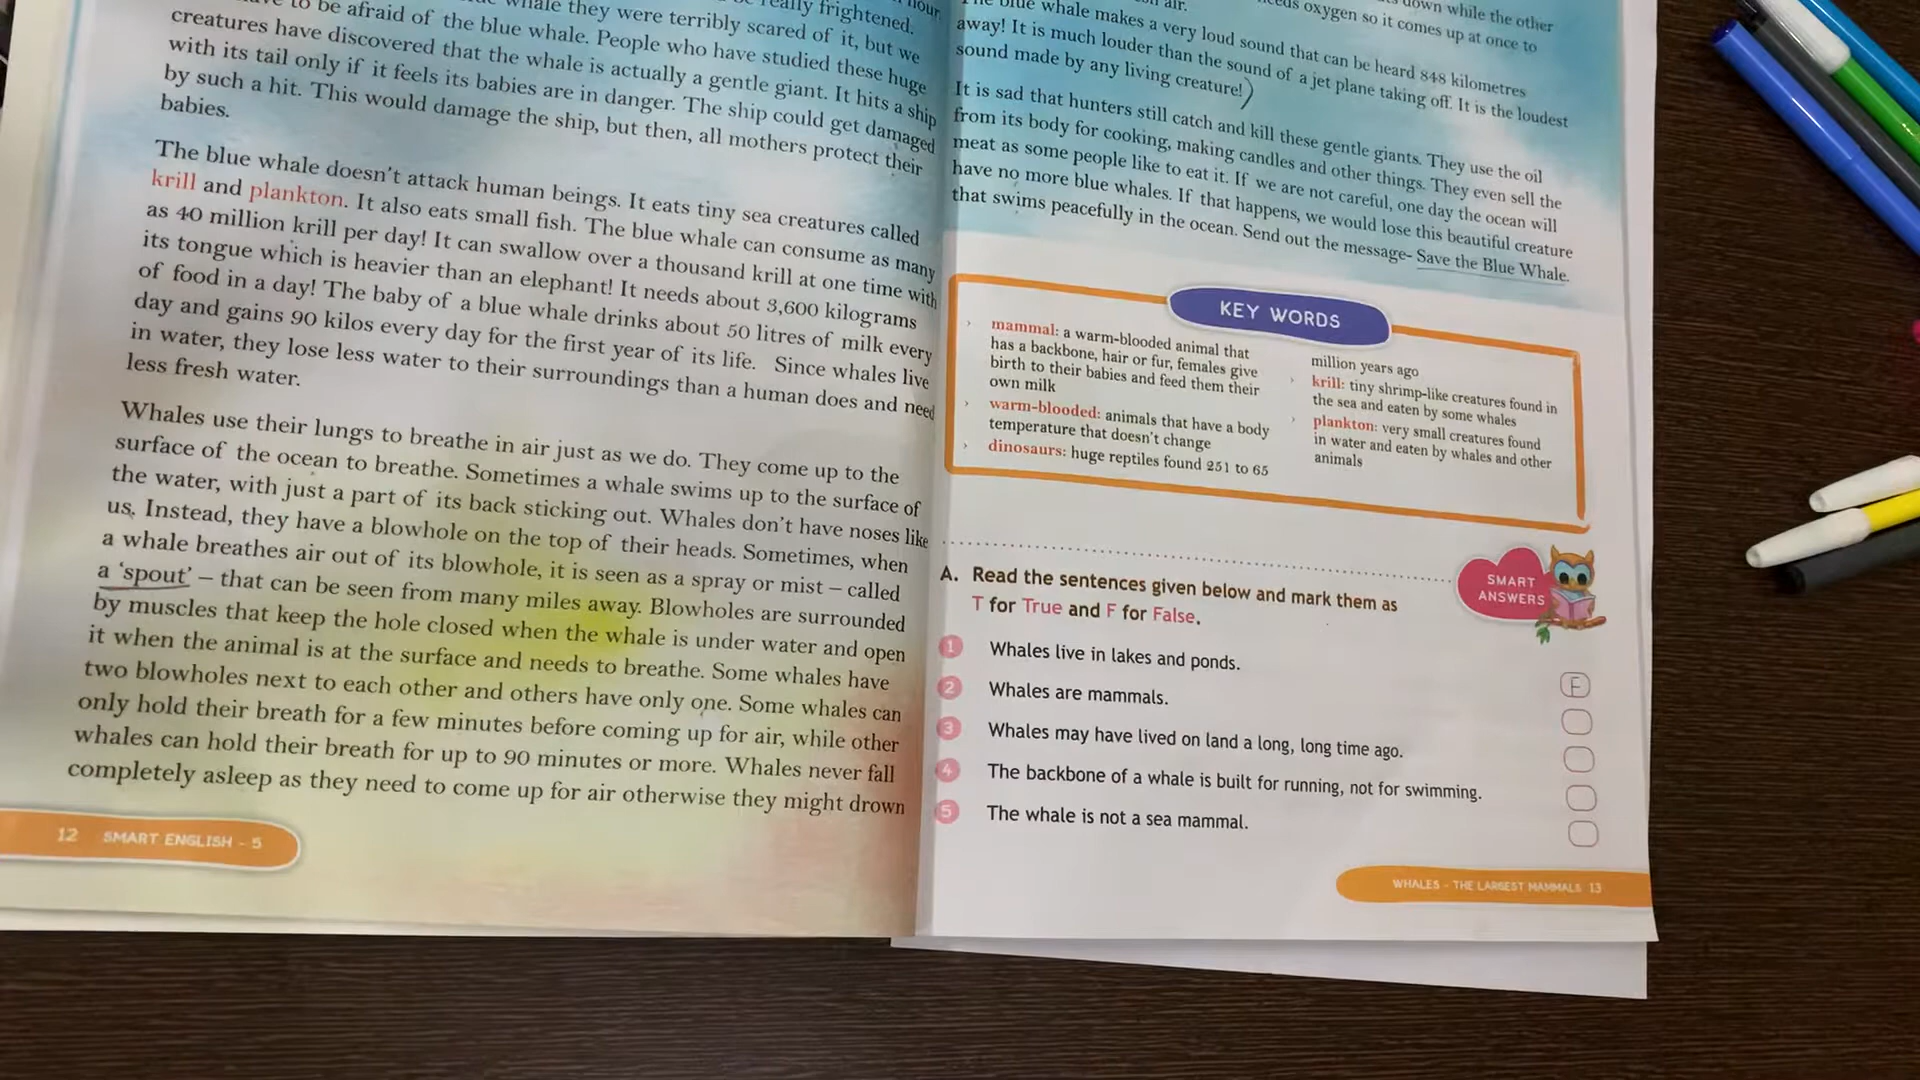 whale they were terribly scared of it, but we
to be afraid of the blue whale. People who have studied these huge
creatures have discovered that the whale is actually a gentle giant. It hits a ship
with its tail only if it feels its babies are in danger. The ship could get damaged
by such a hit. This would damage the ship, but then, all mothers protect their
babies.
The blue whale doesn't attack human beings. It eats tiny sea creatures called
krill and plankton. It also eats small fish. The blue whale can consume as many
as 40 million krill per day! It can swallow over a thousand krill at one time with
its tongue which is heavier than an elephant! It needs about 3,600 kilograms
of food in a day! The baby of a blue whale drinks about 50 litres of milk every
day and gains 90 kilos every day for the first year of its life. Since whales live
in water, they lose less water to their surroundings than a human does and need
less fresh water.
Whales use their lungs to breathe in air just as we do. They come up to the
surface of the ocean to breathe. Sometimes a whale swims up to the surface of
the water, with just a part of its back sticking out. Whales don't have noses like
us. Instead, they have a blowhole on the top of their heads. Sometimes, when
a whale breathes air out of its blowhole, it is seen as a spray or mist – called
a 'spout' – that can be seen from many miles away. Blowholes are surrounded
by muscles that keep the hole closed when the whale is under water and open
it when the animal is at the surface and needs to breathe. Some whales have
two blowholes next to each other and others have only one. Some whales can
only hold their breath for a few minutes before coming up for air, while other
whales can hold their breath for up to 90 minutes or more. Whales never fall
completely asleep as they need to come up for air otherwise they might drown
12 SMART ENGLISH - 5
down while the other
oxygen so it comes up at once to
air.
blue whale makes a very loud sound that can be heard 848 kilometres
away! It is much louder than the sound of a jet plane taking off. It is the loudest
sound made by any living creature!)
It is sad that hunters still catch and kill these gentle giants. They use the oil
from its body for cooking, making candles and other things. They even sell the
meat as some people like to eat it. If we are not careful, one day the ocean will
have no more blue whales. If that happens, we would lose this beautiful creature
that swims peacefully in the ocean. Send out the message- Save the Blue Whale.
KEY WORDS
mammal: a warm-blooded animal that
has a backbone, hair or fur, females give
birth to their babies and feed them their
own milk
warm-blooded: animals that have a body
temperature that doesn't change
dinosaurs: huge reptiles found 251 to 65
million years ago
krill: tiny shrimp-like creatures found in
the sea and eaten by some whales
plankton: very small creatures found
in water and eaten by whales and other
animals
SMART
ANSWERS
A. Read the sentences given below and mark them as
T for True and F for False.
1 Whales live in lakes and ponds. F
2 Whales are mammals.
3 Whales may have lived on land a long, long time ago.
4 The backbone of a whale is built for running, not for swimming.
5 The whale is not a sea mammal.
WHALES - THE LARGEST MAMMALS 13